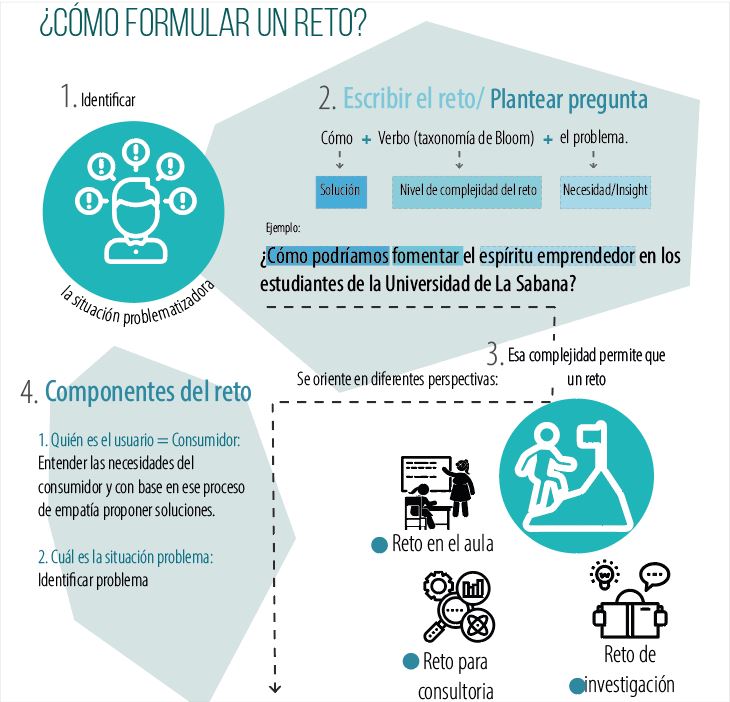 ¿CÓMO FORMULAR UN RETO?
1. Identificar
la situación problematizadora
2. Escribir el reto/ Plantear pregunta
Cómo + Verbo (taxonomía de Bloom) + el problema.
Solución
Nivel de complejidad del reto
Necesidad/Insight
Ejemplo:
¿Cómo podríamos fomentar el espíritu emprendedor en los
estudiantes de la Universidad de La Sabana?
3. Esa complejidad permite que
un reto
Se oriente en diferentes perspectivas:
Reto en el aula
Reto para
consultoria
Reto de
investigación
4. Componentes del reto
1. Quién es el usuario = Consumidor:
Entender las necesidades del
consumidor y con base en ese proceso
de empatía proponer soluciones.
2. Cuál es la situación problema:
Identificar problema